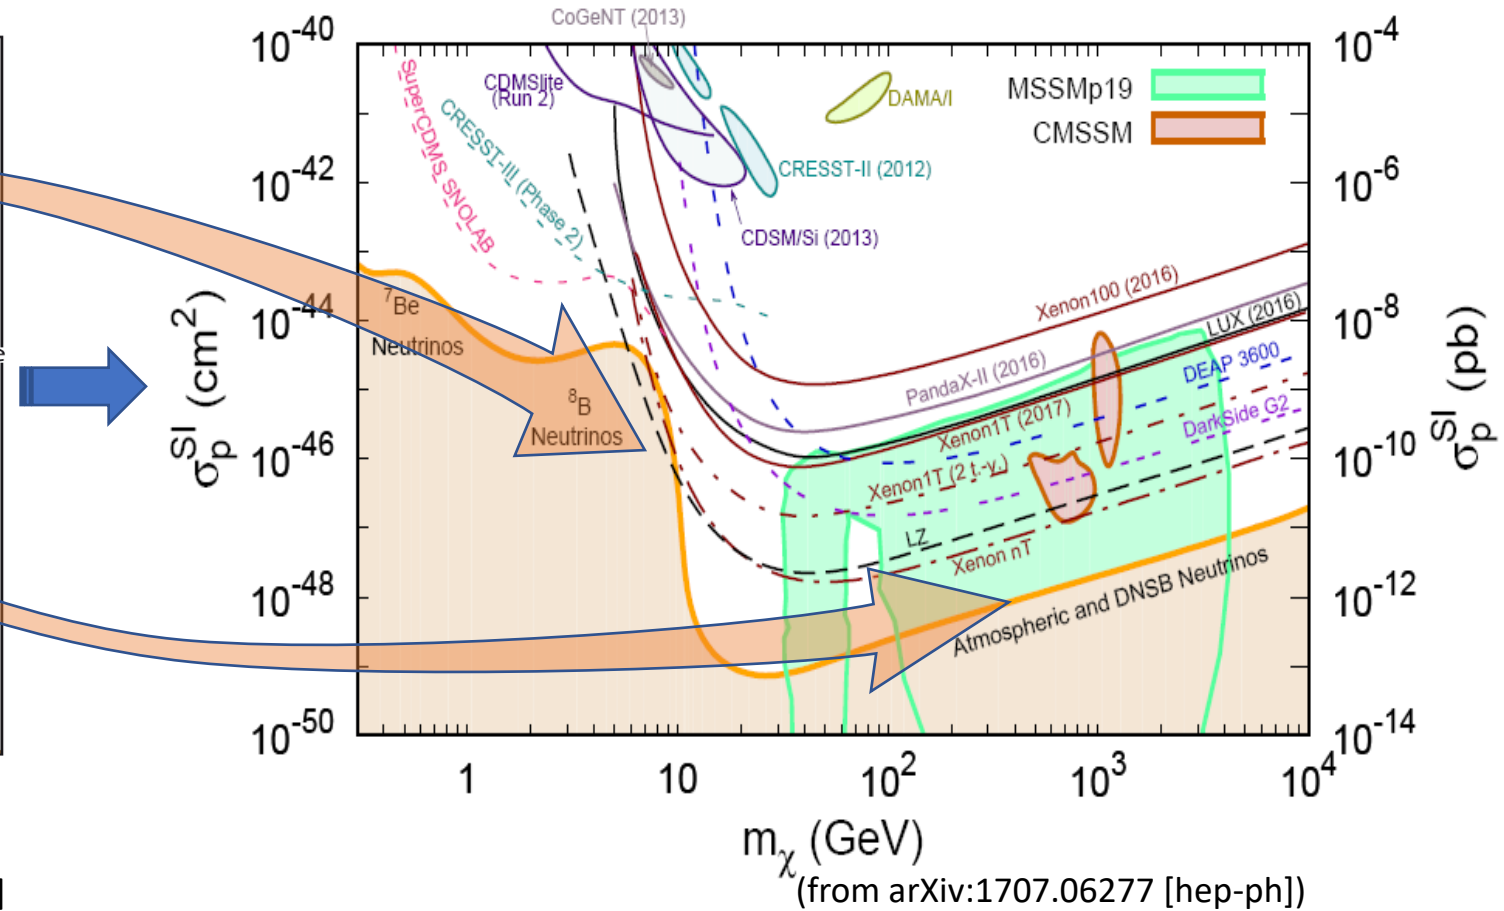 CoGeNT (2013)
10-40
10-42
10-44
10-46
10-48
10-50
σpSI (cm2)
SuperCDMS SNOLAB
CRESST-III (Phase 2)
CDMSlite
(Run 2)
DAMA/I
MSSMp19
CMSSM
CRESST-II (2012)
CDSM/Si (2013)
7Be
Neutrinos
8B
Neutrinos
Xenon100 (2016)
LUX (2016)
PandaX-II (2016)
DEAP 3600
Xenon1T (2017)
DarkSide G2
Xenon1T (2 t.-y.)
LZ
Xenon nT
Atmospheric and DNSB Neutrinos
10-4
10-6
10-8
10-10
10-12
10-14
σpSI (pb)
1
10
102
103
104
mχ (GeV)
(from arXiv:1707.06277 [hep-ph])